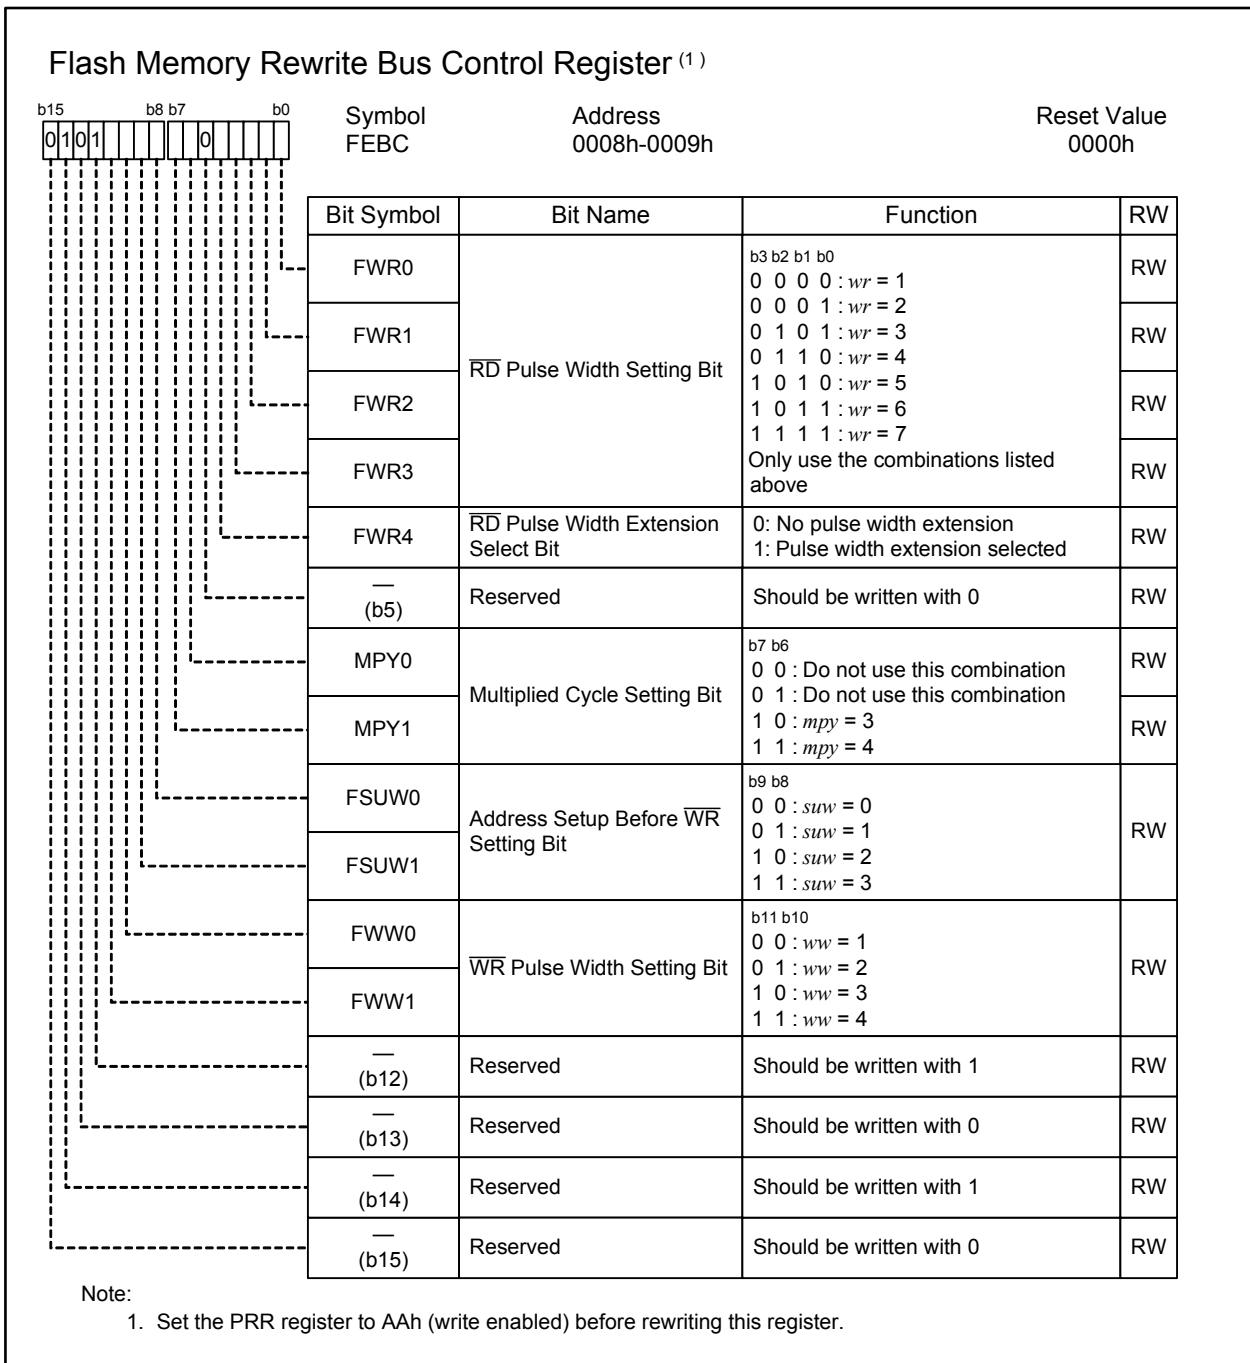 Flash Memory Rewrite Bus Control Register (1)
b15 b8 b7 b0
0 1 0 1 0
Symbol Address Reset Value
FEBC 0008h-0009h 0000h
Bit Symbol Bit Name Function RW
FWR0 RW
FWR1 RW
FWR2 RW
FWR3 RW
RD Pulse Width Setting Bit
b3 b2 b1 b0
0 0 0 0 : wr = 1
0 0 0 1 : wr = 2
0 1 0 1 : wr = 3
0 1 1 0 : wr = 4
1 0 1 0 : wr = 5
1 0 1 1 : wr = 6
1 1 1 1 : wr = 7
Only use the combinations listed
above
FWR4 RW
RD Pulse Width Extension
Select Bit
0: No pulse width extension
1: Pulse width extension selected
—
(b5) Reserved Should be written with 0 RW
MPY0 RW
MPY1 RW
Multiplied Cycle Setting Bit
b7 b6
0 0 : Do not use this combination
0 1 : Do not use this combination
1 0 : mpy = 3
1 1 : mpy = 4
FSUW0
FSUW1
Address Setup Before WR
Setting Bit
b9 b8
0 0 : suw = 0
0 1 : suw = 1
1 0 : suw = 2
1 1 : suw = 3
RW
FWW0
FWW1
WR Pulse Width Setting Bit
b11 b10
0 0 : ww = 1
0 1 : ww = 2
1 0 : ww = 3
1 1 : ww = 4
RW
—
(b12) Reserved Should be written with 1 RW
—
(b13) Reserved Should be written with 0 RW
—
(b14) Reserved Should be written with 1 RW
—
(b15) Reserved Should be written with 0 RW
Note:
1. Set the PRR register to AAh (write enabled) before rewriting this register.